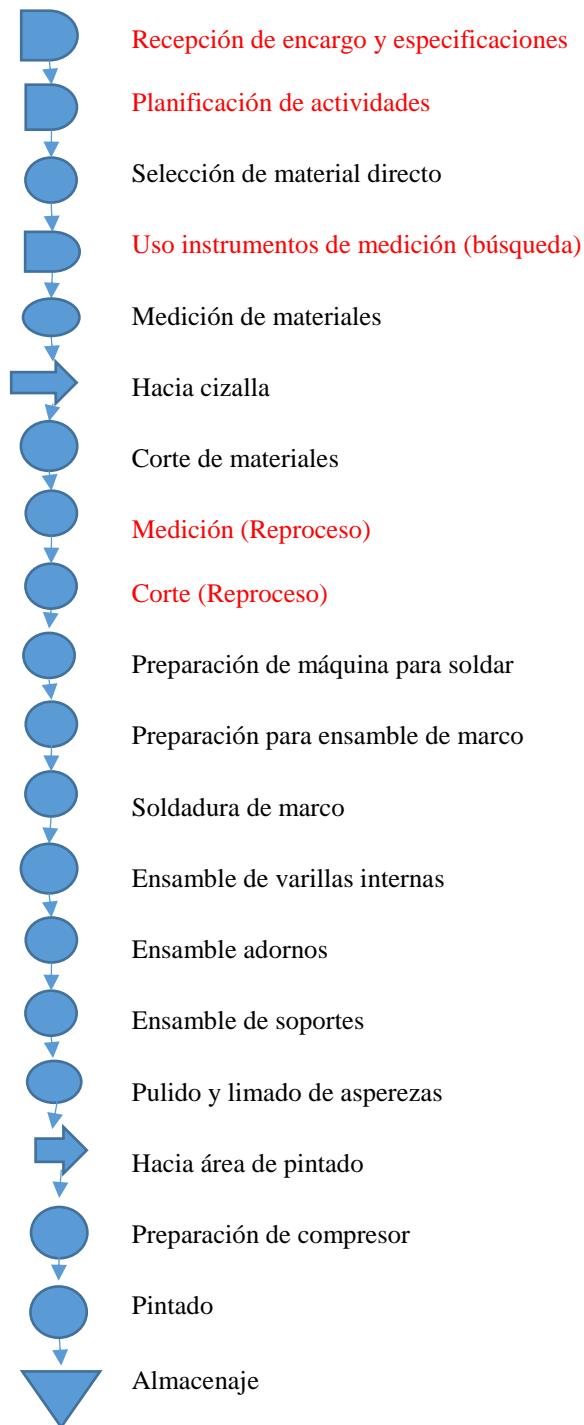 Recepción de encargo y especificaciones
Planificación de actividades
Selección de material directo
Uso instrumentos de medición (búsqueda)
Medición de materiales
Hacia cizalla
Corte de materiales
Medición (Reproceso)
Corte (Reproceso)
Preparación de máquina para soldar
Preparación para ensamble de marco
Soldadura de marco
Ensamble de varillas internas
Ensamble adornos
Ensamble de soportes
Pulido y limado de asperezas
Hacia área de pintado
Preparación de compresor
Pintado
Almacenaje